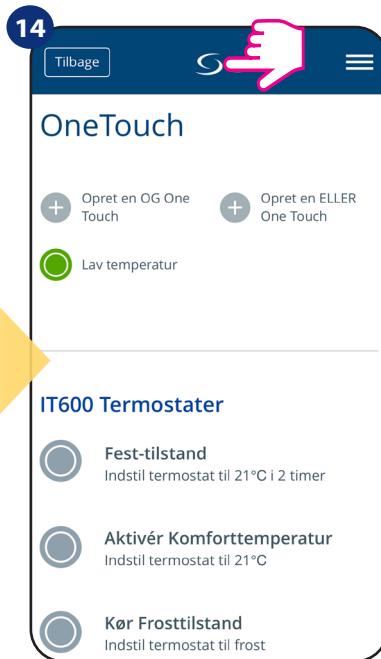 14
Tilbage
OneTouch
Opret en OG One
Touch
Opret en ELLER
One Touch
Lav temperatur
IT600 Termostater
Fest-tilstand
Indstil termostat til 21°C i 2 timer
Aktivér Komforttemperatur
Indstil termostat til 21°C
Kør Frosttilstand
Indstil termostat til frost